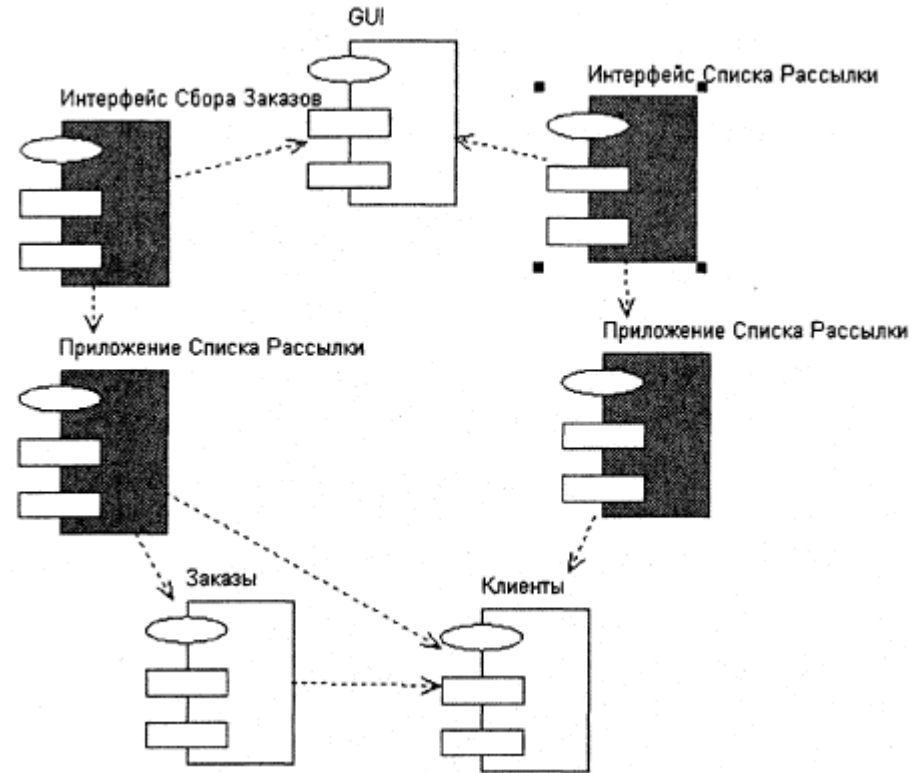 GUI
Интерфейс Сбора Заказов
Интерфейс Списка Рассылки
Приложение Списка Рассылки
Приложение Списка Рассылки
Заказы
Клиенты